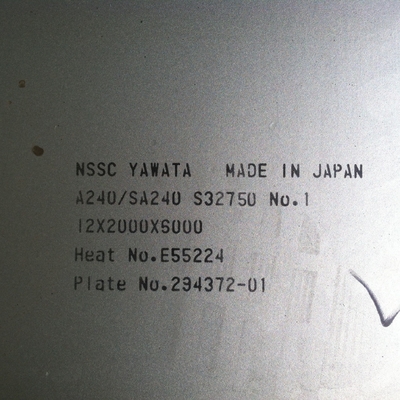 NSSC YAWATA MADE IN JAPAN
A240/SA240 S32750 No.1
12X2000X6000
Heat No.E55224
Plate No.294372-01